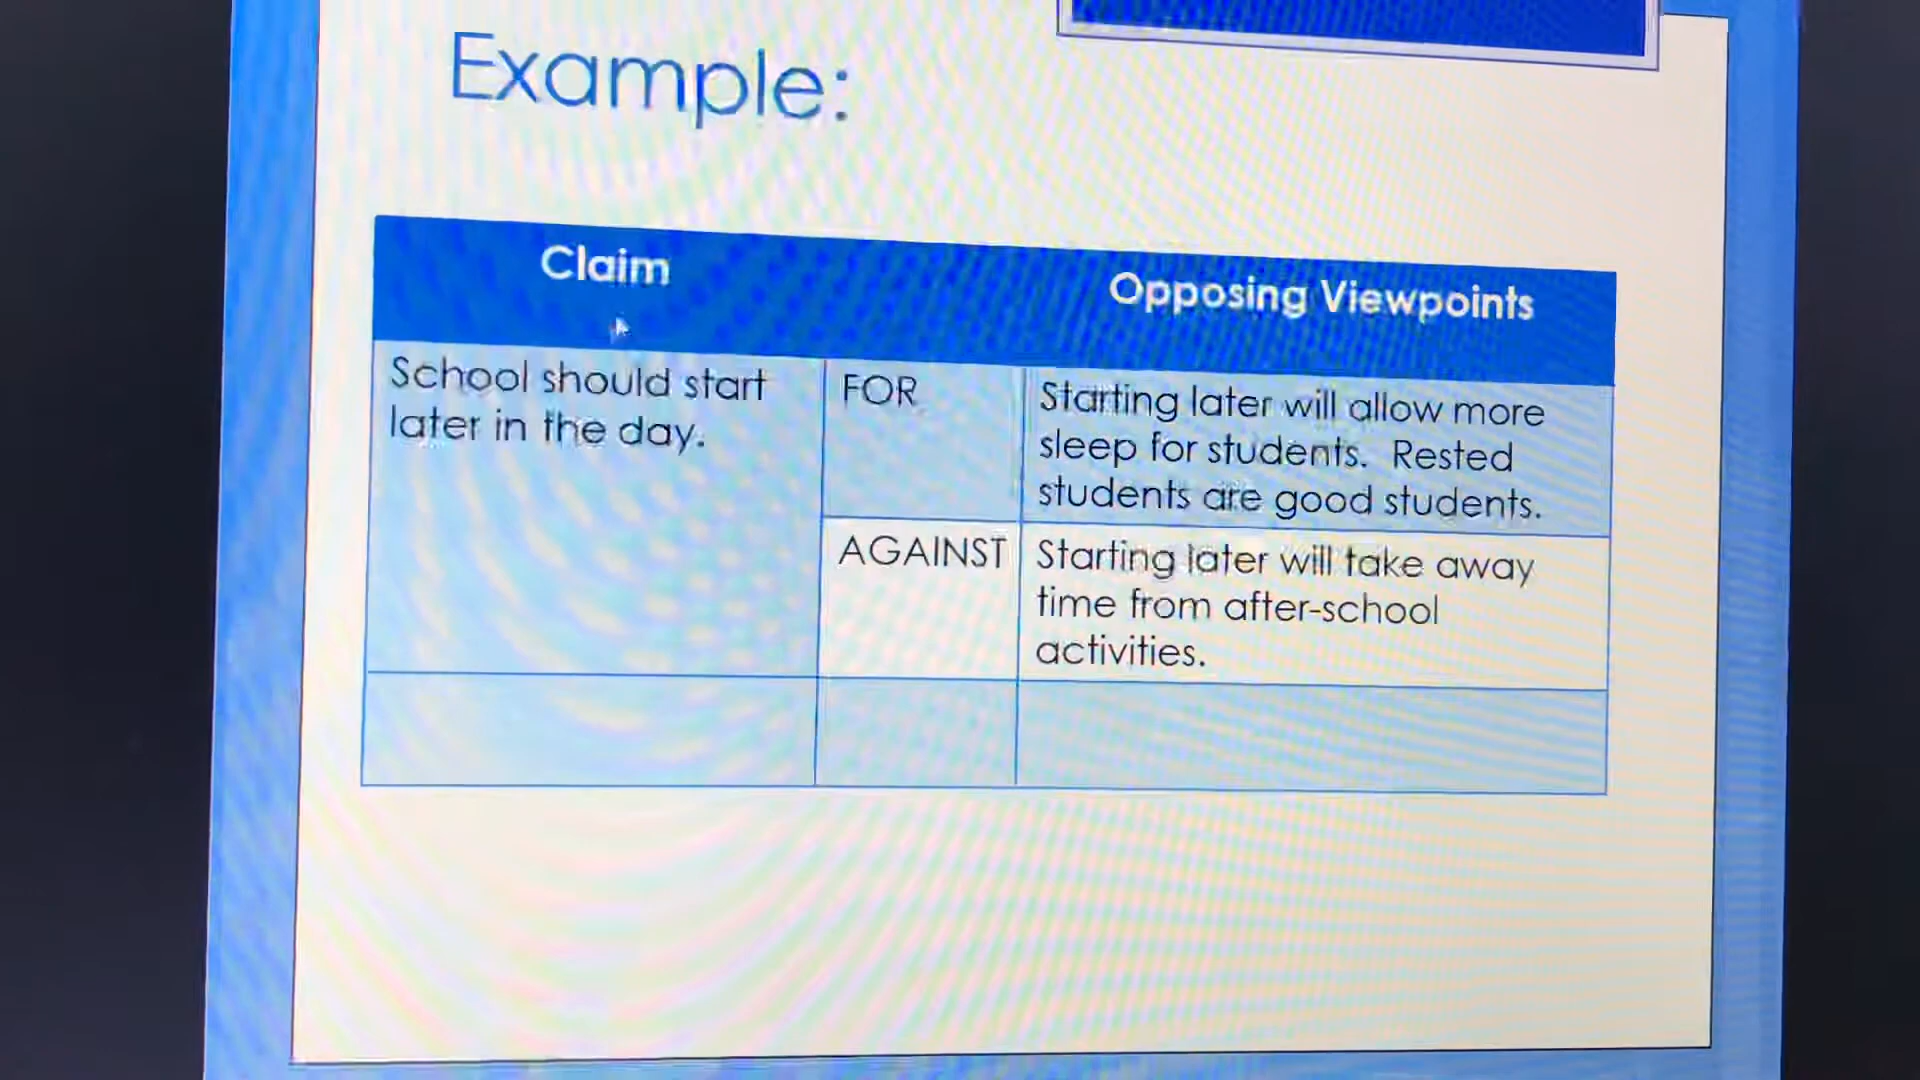 Example:
Claim
Opposing Viewpoints
School should start
later in the day.
FOR
Starting later will allow more
sleep for students. Rested
students are good students.
AGAINST
Starting later will take away
time from after-school
activities.